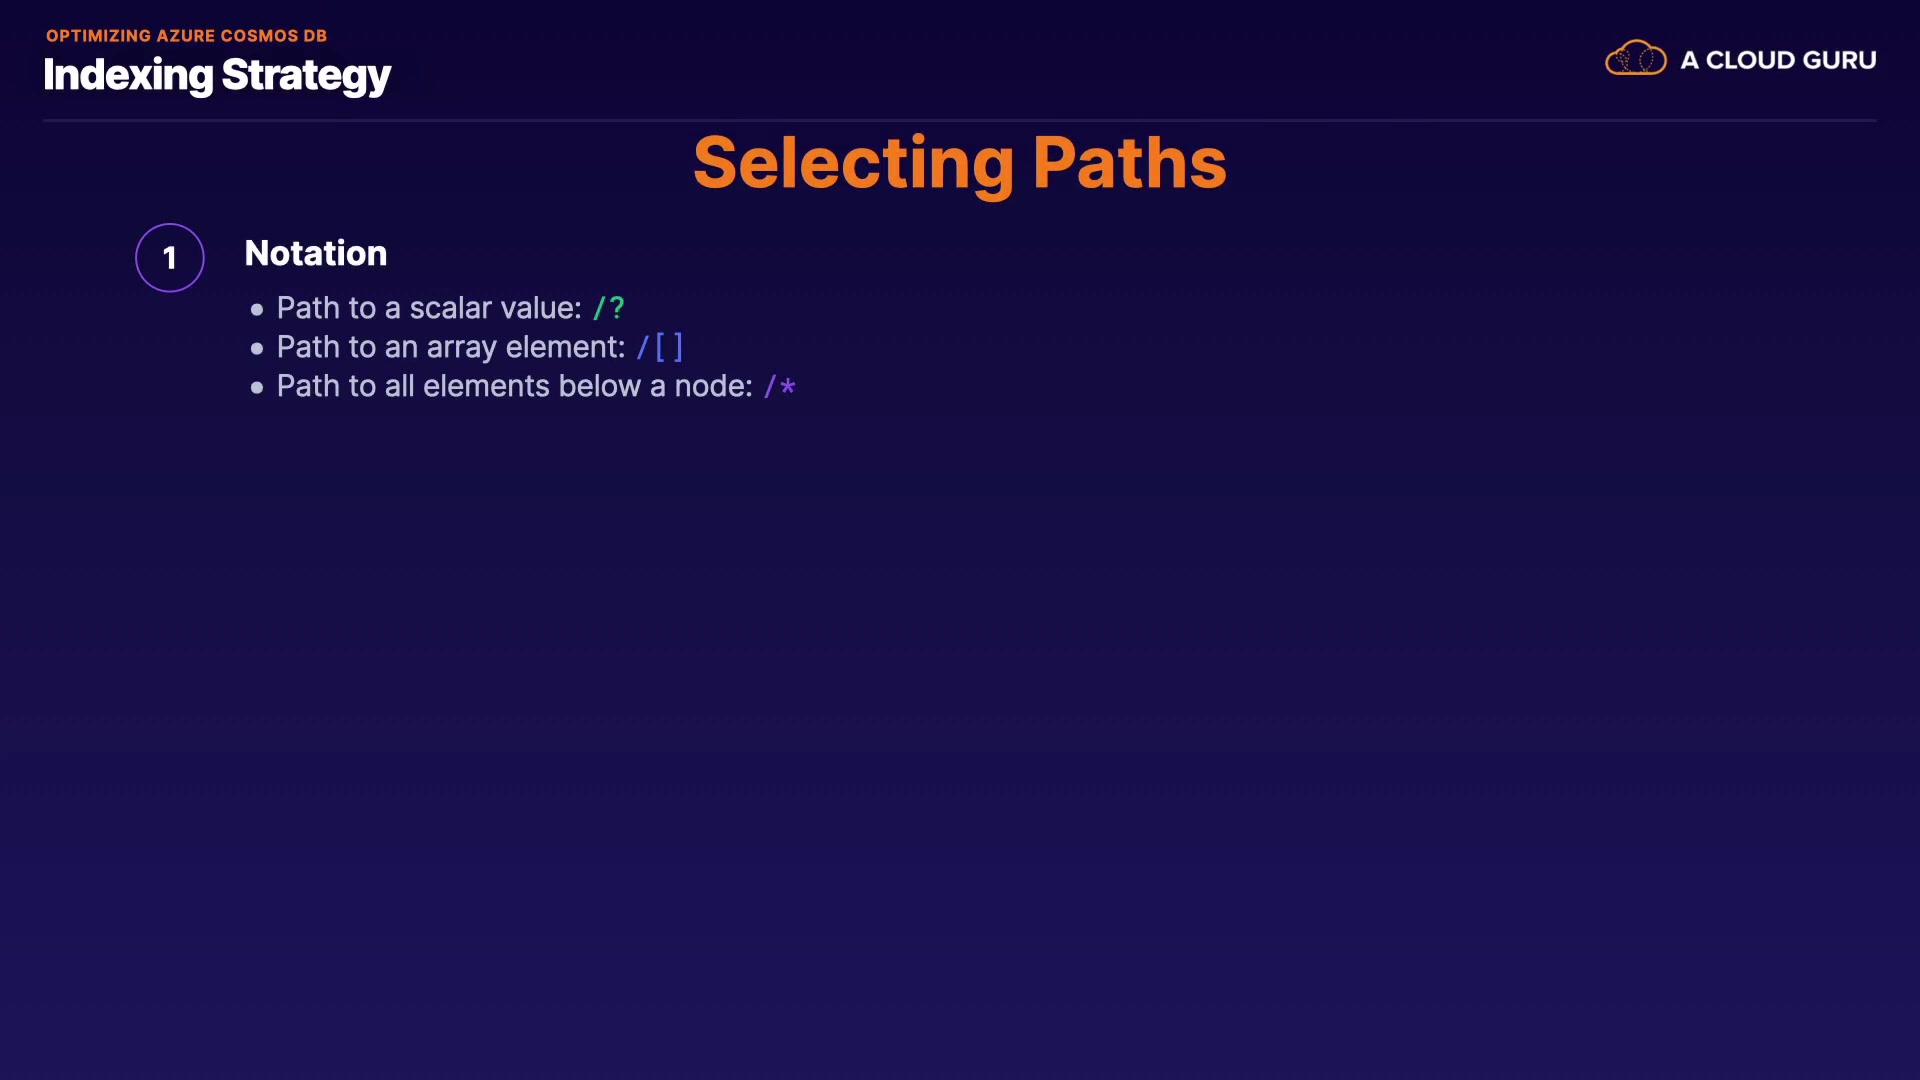 OPTIMIZING AZURE COSMOS DB
Indexing Strategy
A CLOUD GURU
Selecting Paths
1
Notation
• Path to a scalar value: /?
• Path to an array element: /[]
• Path to all elements below a node: /*